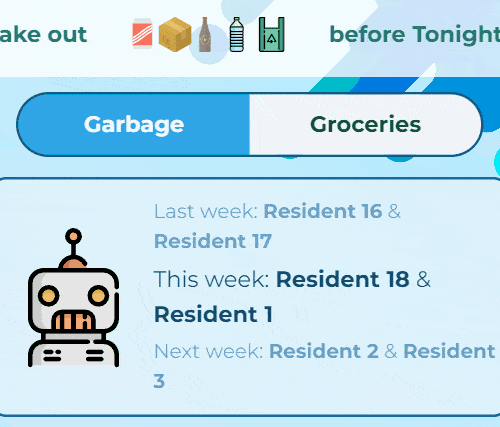 ake out before Tonight
Garbage Groceries
Last week: Resident 16 &
Resident 17
This week: Resident 18 &
Resident 1
Next week: Resident 2 & Resident
3